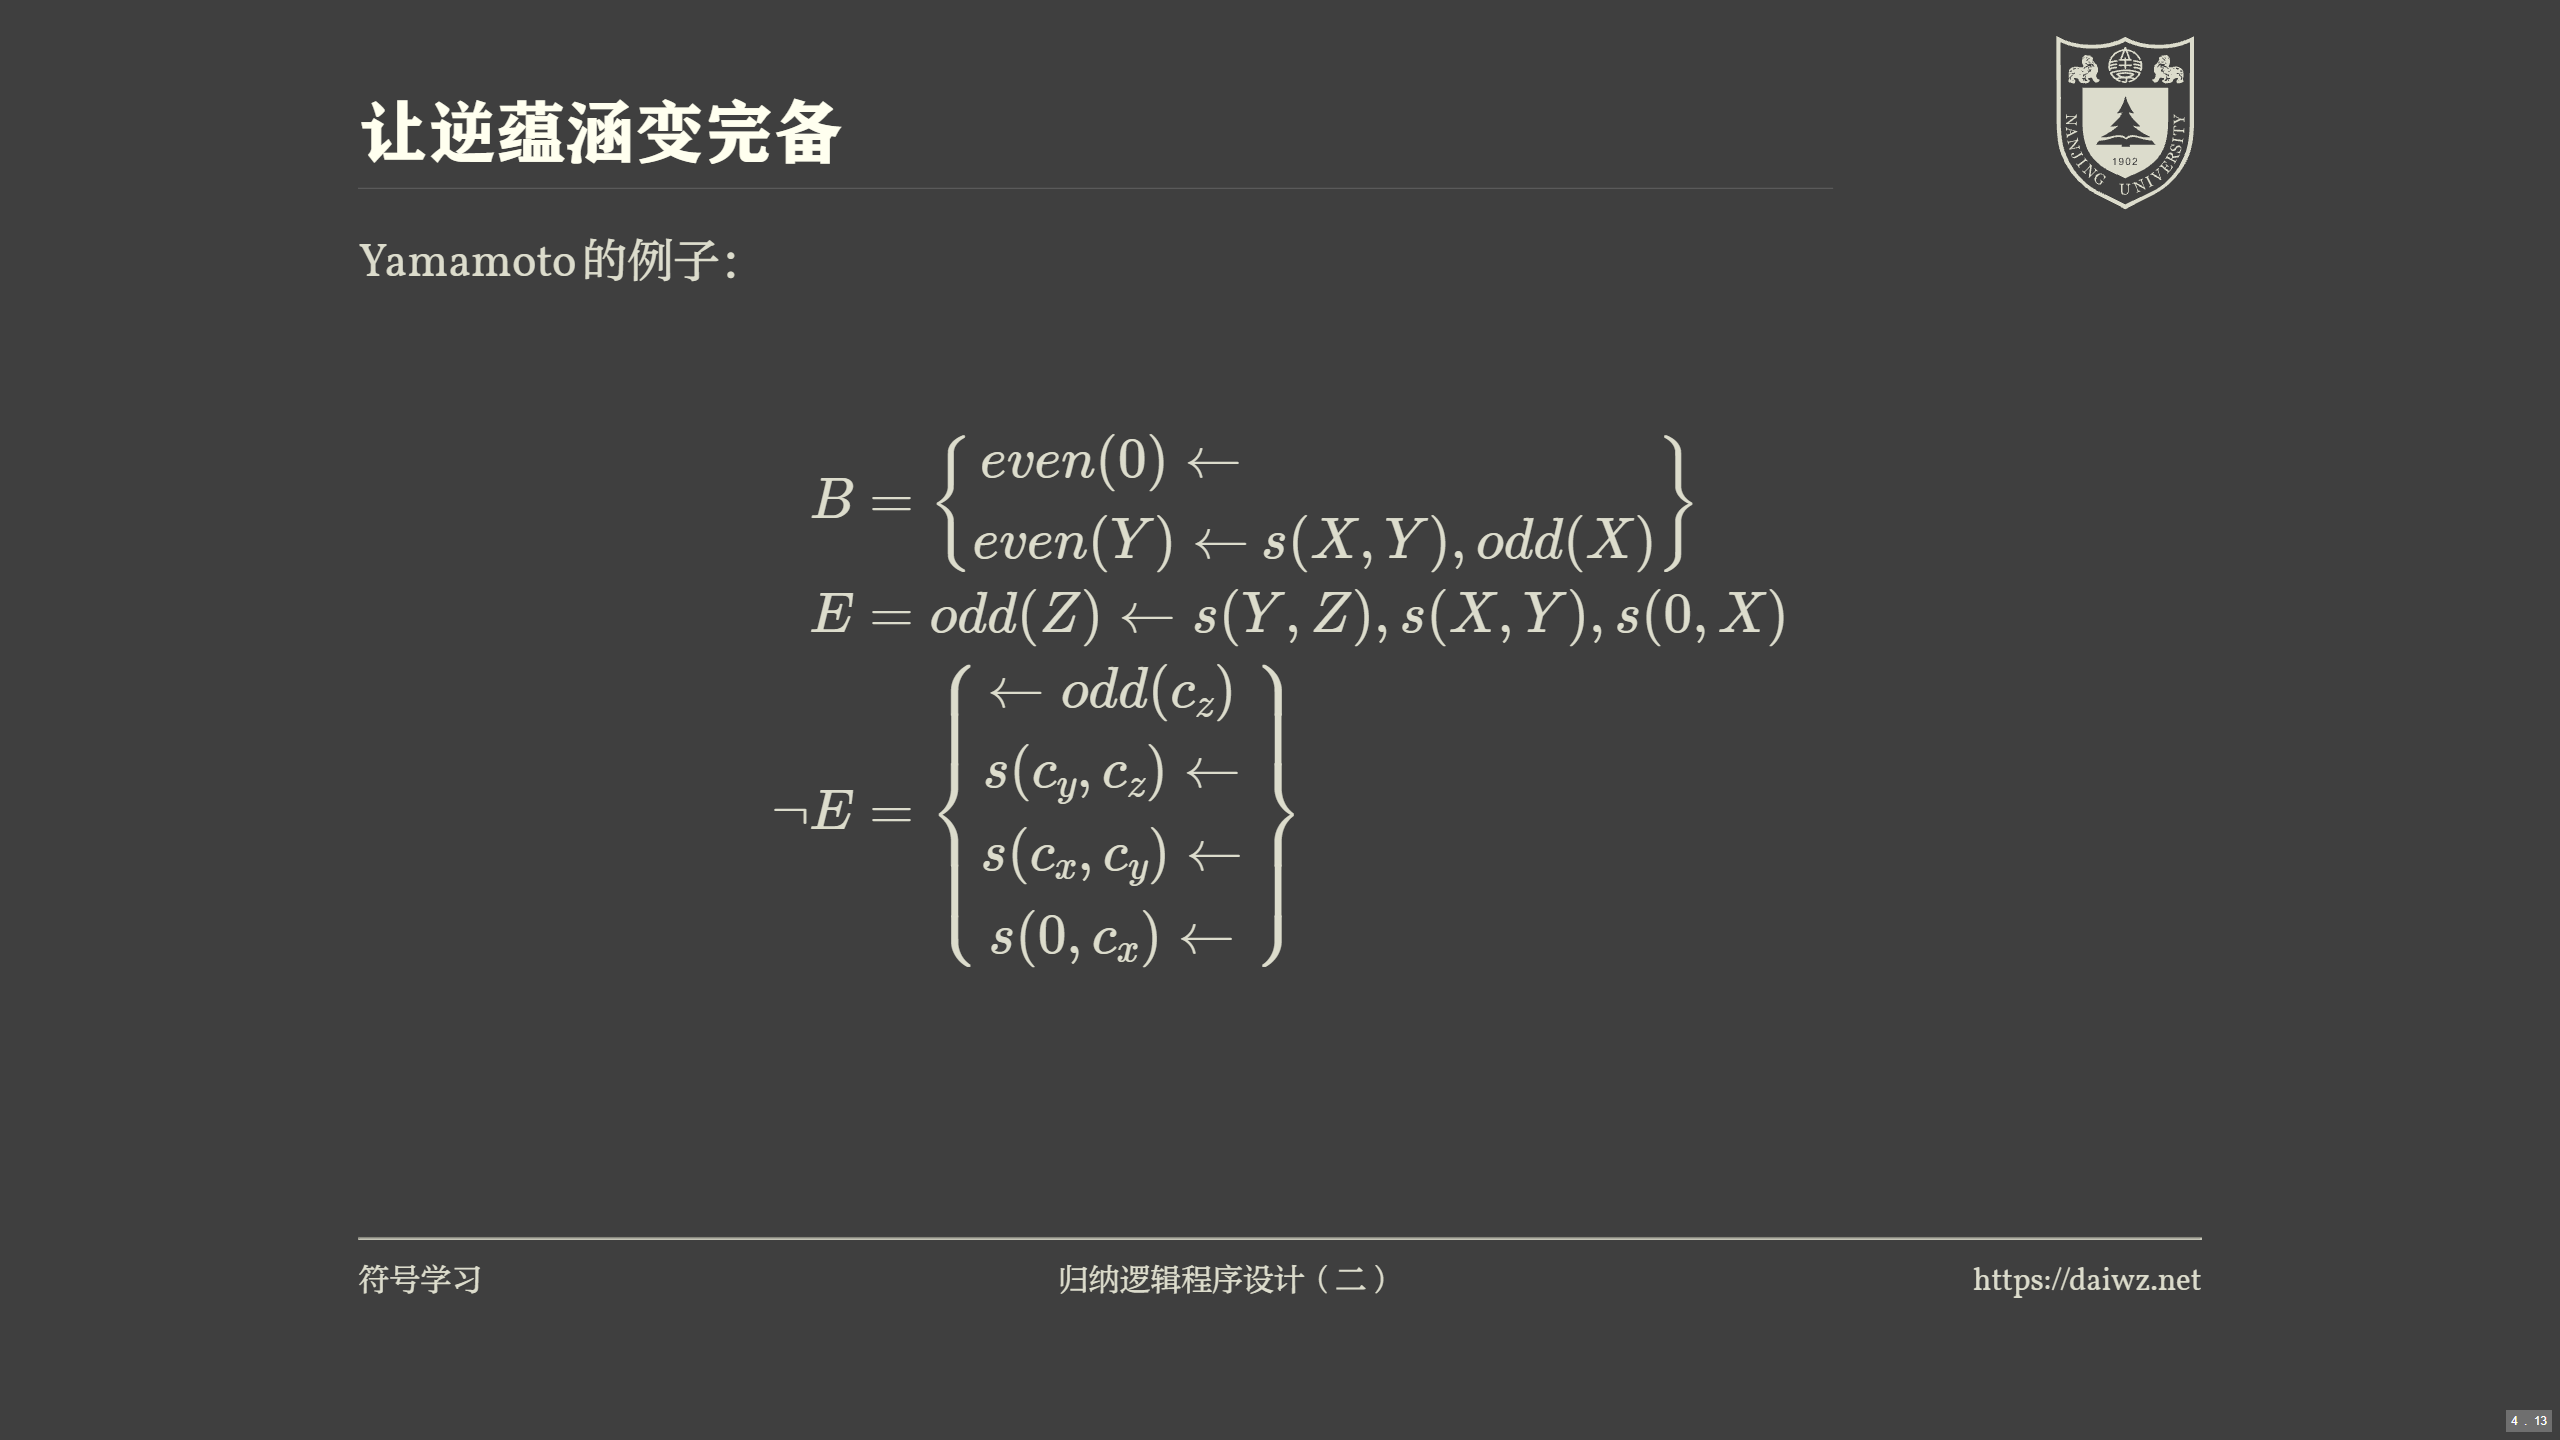 让逆蕴涵变完备
NANJING UNIVERSITY
1902
Yamamoto的例子：
B = { even(0) ←
even(Y) ← s(X, Y), odd(X) }
E = odd(Z) ← s(Y, Z), s(X, Y), s(0, X)
¬E = { ← odd(c_z)
s(c_y, c_z) ←
s(c_x, c_y) ←
s(0, c_x) ← }
符号学习
归纳逻辑程序设计（二）
https://daiwz.net
4 . 13